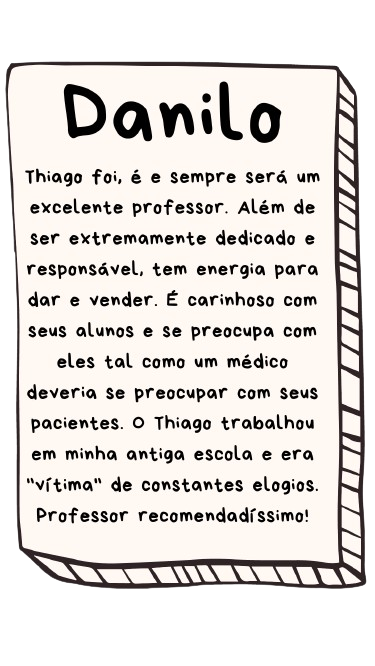 Danilo
Thiago foi, é e sempre será um
excelente professor. Além de
ser extremamente dedicado e
responsável, tem energia para
dar e vender. É carinhoso com
seus alunos e se preocupa com
eles tal como um médico
deveria se preocupar com seus
pacientes. O Thiago trabalhou
em minha antiga escola e era
"vítima" de constantes elogios.
Professor recomendadíssimo!